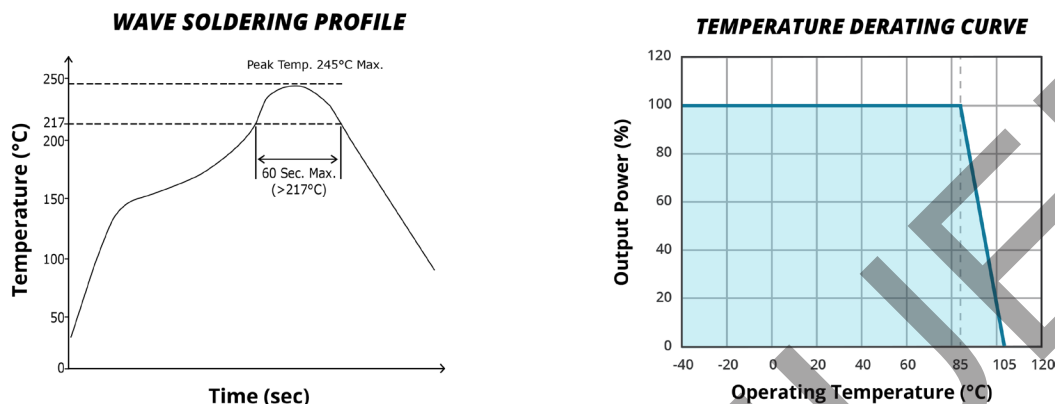 WAVE SOLDERING PROFILE
Peak Temp. 245°C Max.
250
217
200
150
100
50
0
60 Sec. Max.
(>217°C)
Temperature (°C)
Time (sec)
TEMPERATURE DERATING CURVE
120
100
80
60
40
20
0
-40 -20 0 20 40 60 85 105 120
Output Power (%)
Operating Temperature (°C)